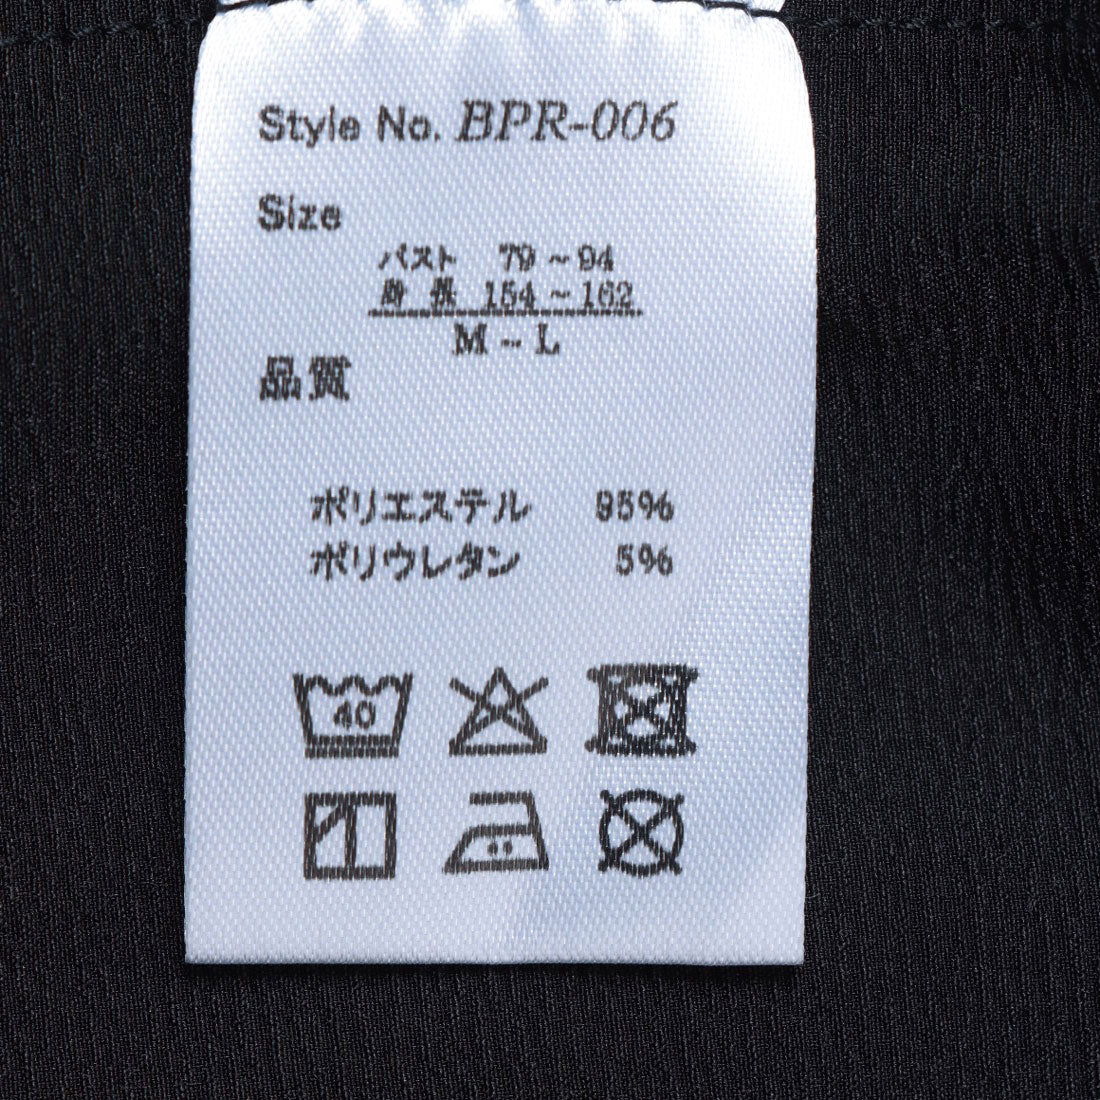 Style No. BPR-006
Size
バスト 79~94
身長 154~162
M~L
品質
ポリエステル 95%
ポリウレタン 5%
40